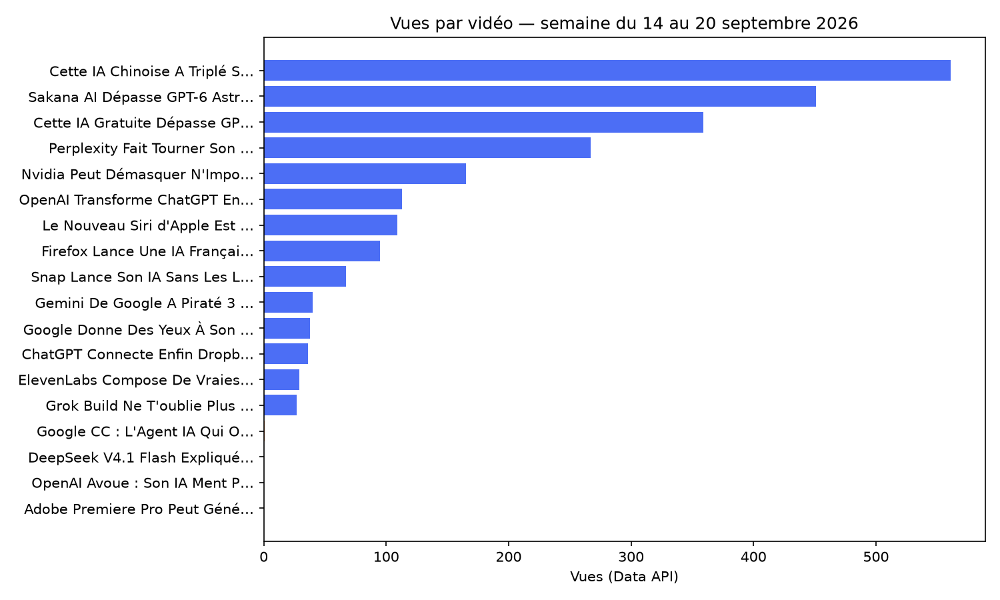 Vues par vidéo — semaine du 14 au 20 septembre 2026
Cette IA Chinoise A Triplé S...
Sakana AI Dépasse GPT-6 Astr...
Cette IA Gratuite Dépasse GP...
Perplexity Fait Tourner Son ...
Nvidia Peut Démasquer N'Impo...
OpenAI Transforme ChatGPT En...
Le Nouveau Siri d'Apple Est ...
Firefox Lance Une IA Françai...
Snap Lance Son IA Sans Les L...
Gemini De Google A Piraté 3 ...
Google Donne Des Yeux À Son ...
ChatGPT Connecte Enfin Dropb...
ElevenLabs Compose De Vraies...
Grok Build Ne T'oublie Plus ...
Google CC : L'Agent IA Qui O...
DeepSeek V4.1 Flash Expliqué...
OpenAI Avoue : Son IA Ment P...
Adobe Premiere Pro Peut Géné...
0 100 200 300 400 500
Vues (Data API)